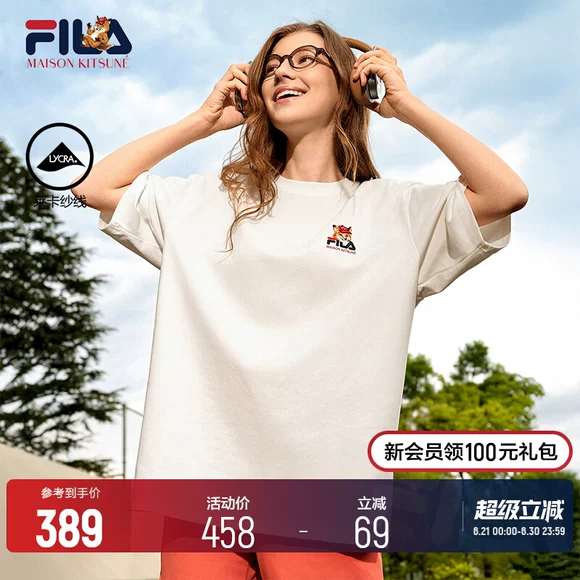 FILA
MAISON KITSUNÉ
LYCRA
莱卡纱线
FILA
MAISON KITSUNÉ
新会员领100元礼包
参考到手价
389
活动价
458
-
立减
69
超级立减
6.21 00:00-6.30 23:59